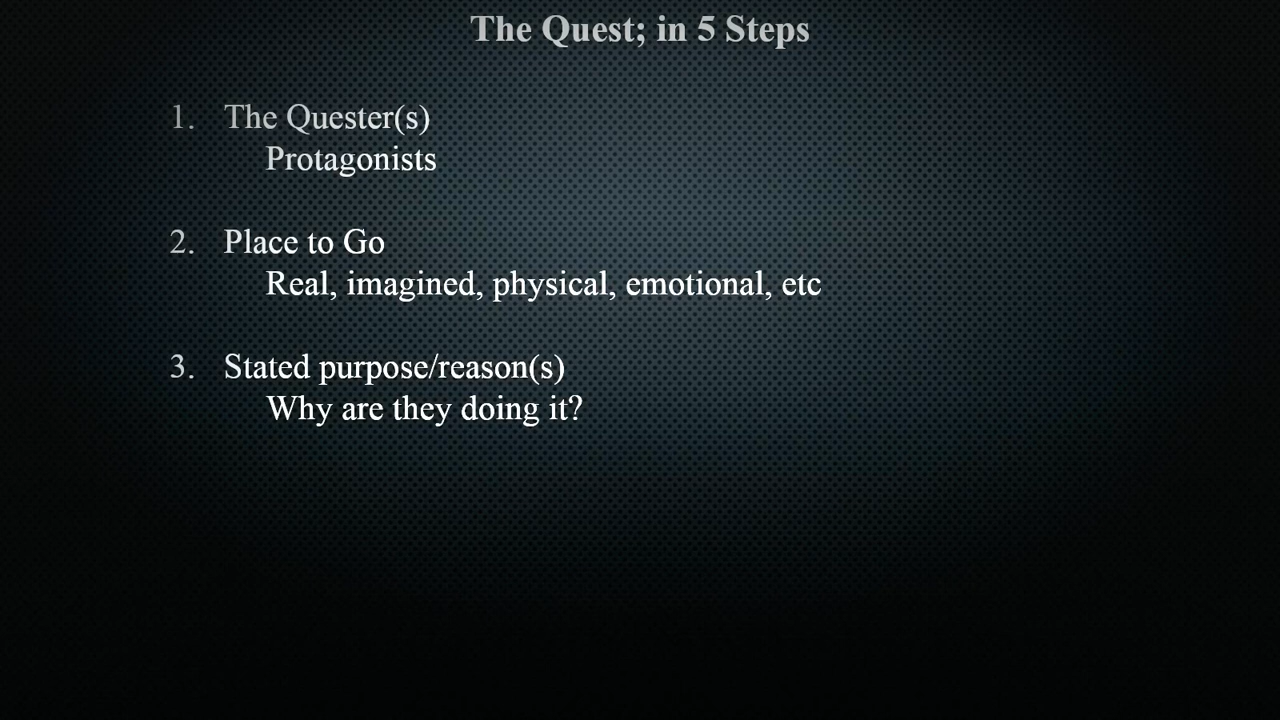 The Quest; in 5 Steps
1. The Quester(s)
Protagonists
2. Place to Go
Real, imagined, physical, emotional, etc
3. Stated purpose/reason(s)
Why are they doing it?